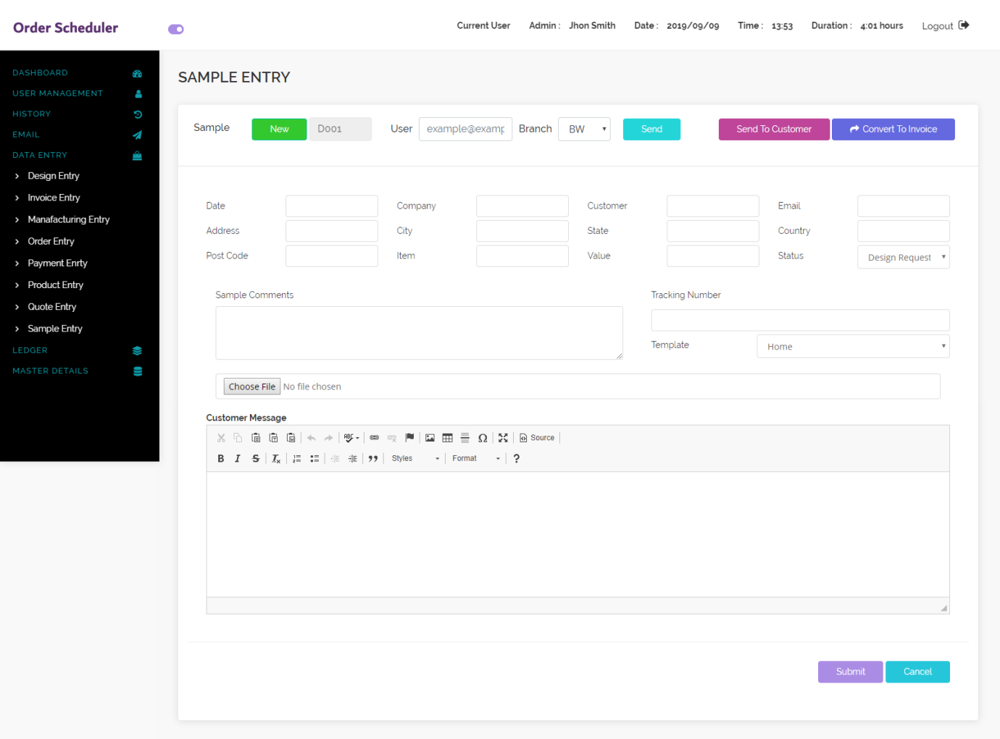 Order Scheduler
Current User Admin : Jhon Smith Date : 2019/09/09 Time : 13:53 Duration : 4:01 hours Logout
DASHBOARD
USER MANAGEMENT
HISTORY
EMAIL
DATA ENTRY
Design Entry
Invoice Entry
Manafacturing Entry
Order Entry
Payment Enrty
Product Entry
Quote Entry
Sample Entry
LEDGER
MASTER DETAILS
SAMPLE ENTRY
Sample New D001 User example@examp Branch BW Send Send To Customer Convert To Invoice
Date Company Customer Email
Address City State Country
Post Code Item Value Status Design Request
Sample Comments Tracking Number
Template Home
Choose File No file chosen
Customer Message
ABC Ω Source
B I S Ix Styles Format ?
Submit Cancel